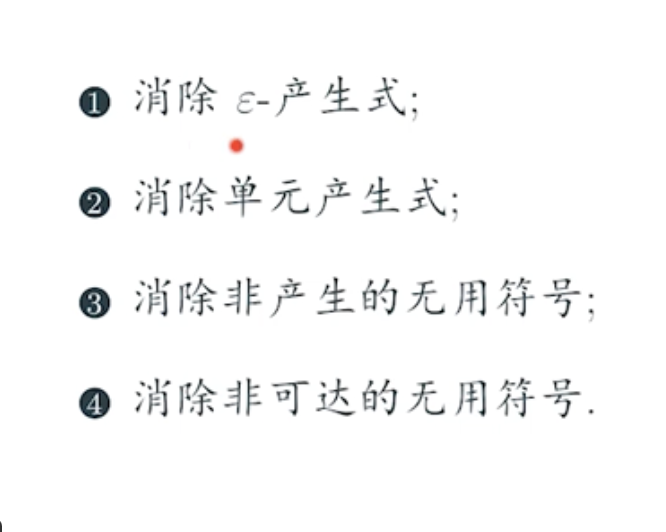 ❶ 消除 ε-产生式;
❷ 消除单元产生式;
❸ 消除非产生的无用符号;
❹ 消除非可达的无用符号.